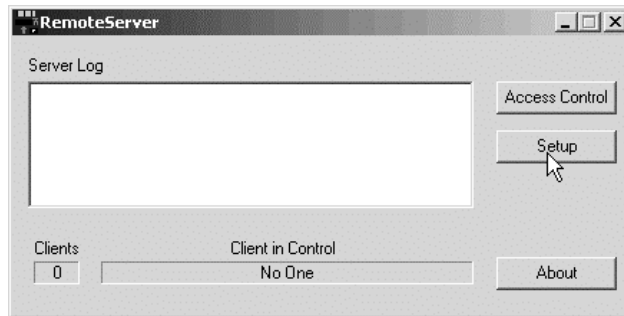 RemoteServer
Server Log
Access Control
Setup
Clients
Client in Control
0
No One
About